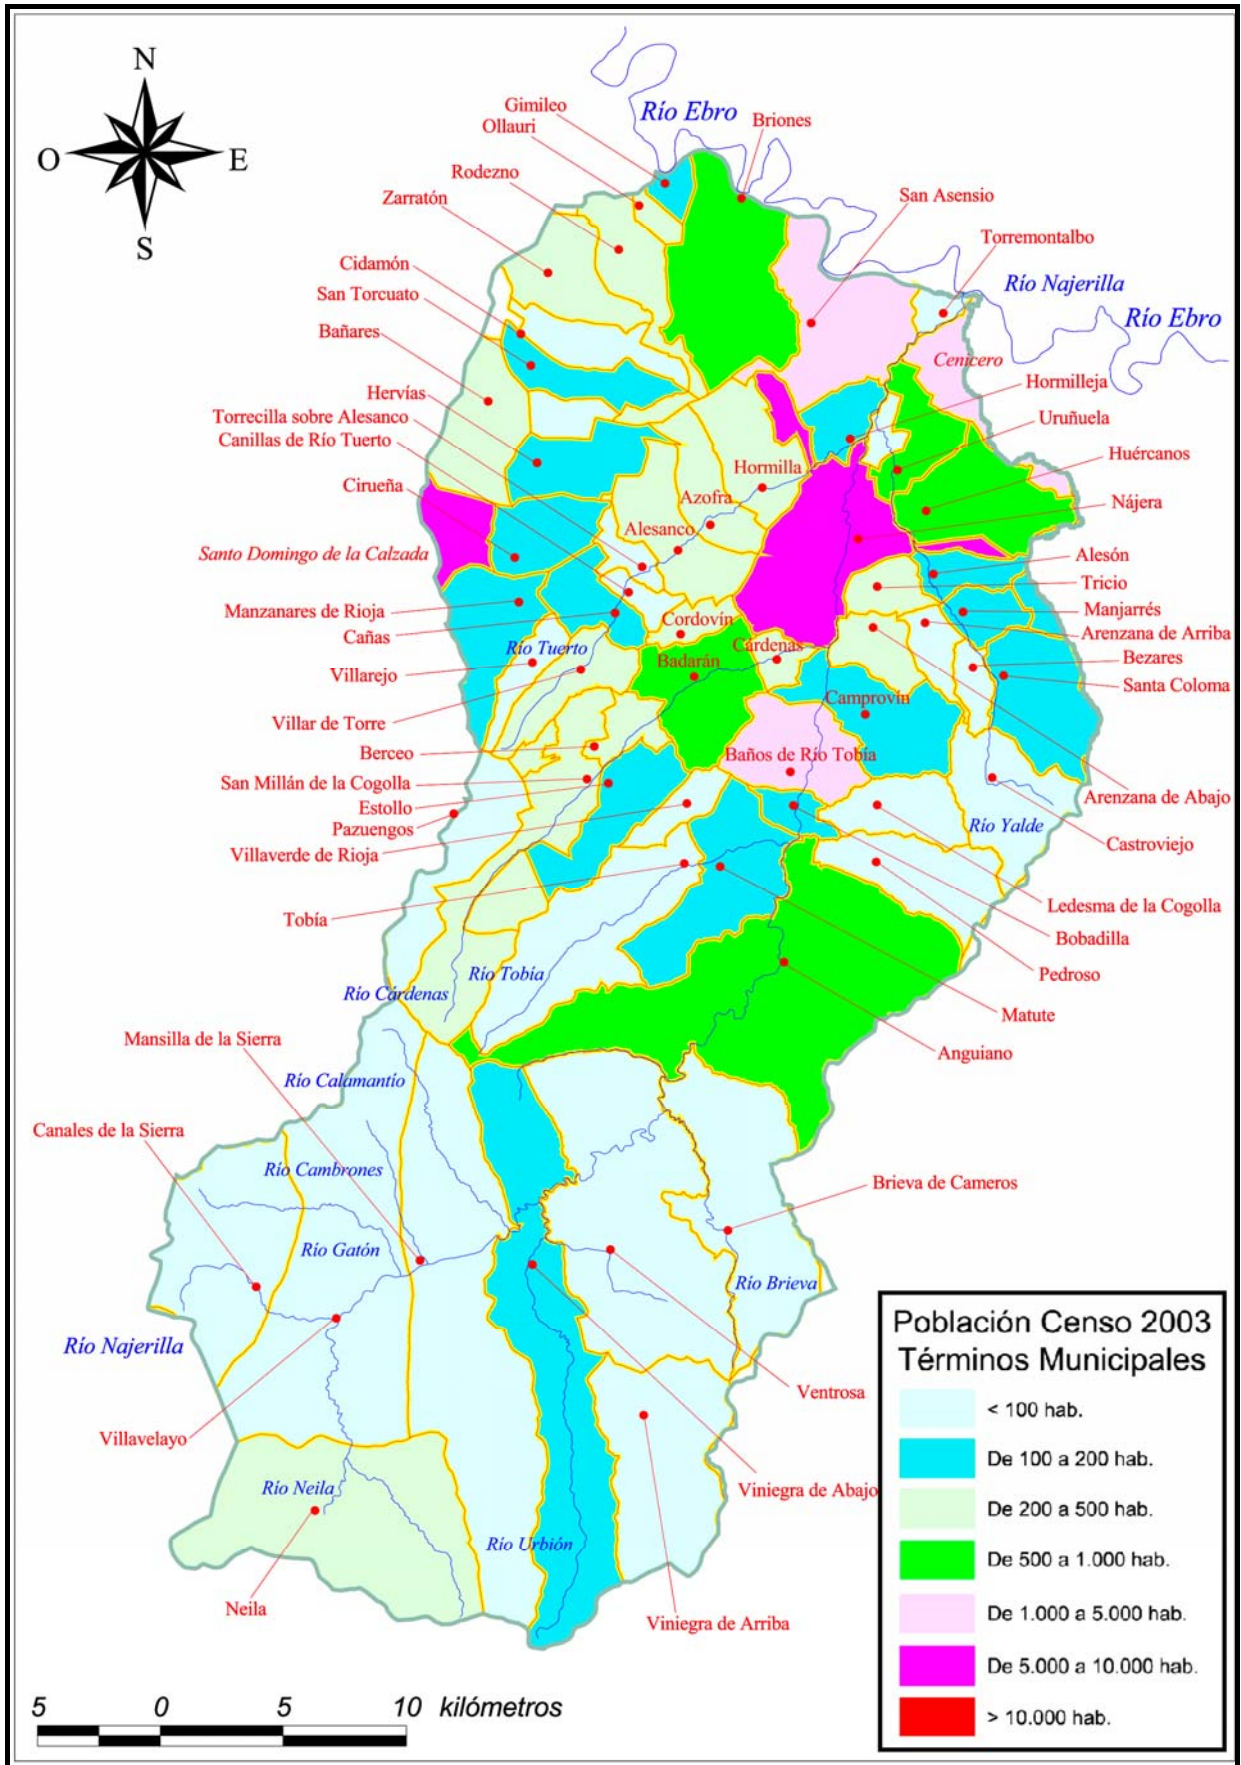 N
O
E
S
Gimileo
Río Ebro
Briones
Ollauri
Rodezno
San Asensio
Zarratón
Torremontalbo
Cidamón
Río Najerilla
San Torcuato
Río Ebro
Bañares
Cenicero
Hormilleja
Hervías
Torrecilla sobre Alesanco
Uruñuela
Canillas de Río Tuerto
Huércanos
Hormilla
Cirueña
Azofra
Nájera
Alesanco
Santo Domingo de la Calzada
Alesón
Tricio
Manzanares de Rioja
Manjarrés
Cordovín
Cañas
Arenzana de Arriba
Río Tuerto
Cárdenas
Badarán
Bezares
Villarejo
Santa Coloma
Camprovín
Villar de Torre
Berceo
Baños de Río Tobía
San Millán de la Cogolla
Arenzana de Abajo
Estollo
Pazuengos
Río Yalde
Castroviejo
Villaverde de Rioja
Ledesma de la Cogolla
Tobía
Bobadilla
Río Tobía
Pedroso
Río Cárdenas
Matute
Mansilla de la Sierra
Anguiano
Río Calamantío
Canales de la Sierra
Río Cambrones
Brieva de Cameros
Río Gatón
Río Brieva
Río Najerilla
Población Censo 2003
Términos Municipales
Ventrosa
< 100 hab.
Villavelayo
De 100 a 200 hab.
Río Neila
Viniegra de Abajo
De 200 a 500 hab.
Río Urbión
De 500 a 1.000 hab.
Neila
Viniegra de Arriba
De 1.000 a 5.000 hab.
De 5.000 a 10.000 hab.
> 10.000 hab.
5 0 5 10 kilómetros